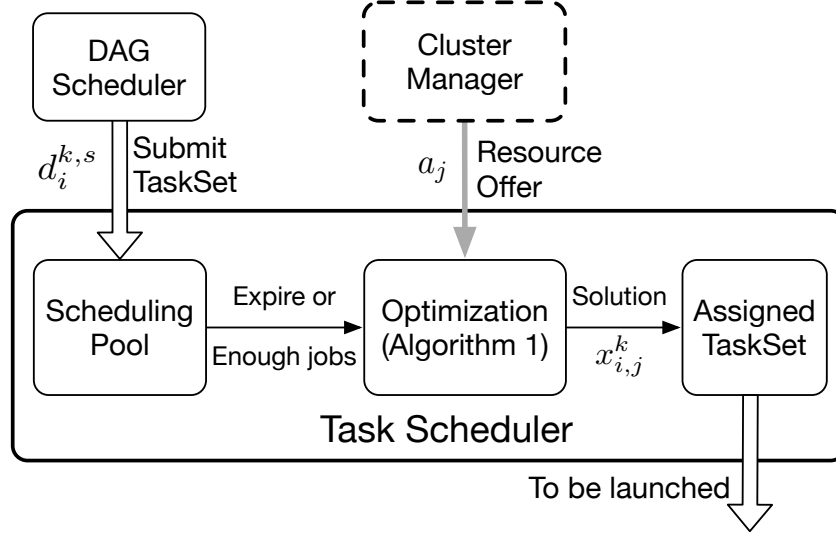 DAG
Scheduler
Cluster
Manager
$d_i^{k,s}$
Submit
TaskSet
$a_j$
Resource
Offer
Scheduling
Pool
Expire or
Enough jobs
Optimization
(Algorithm 1)
Solution
$x_{i,j}^k$
Assigned
TaskSet
Task Scheduler
To be launched